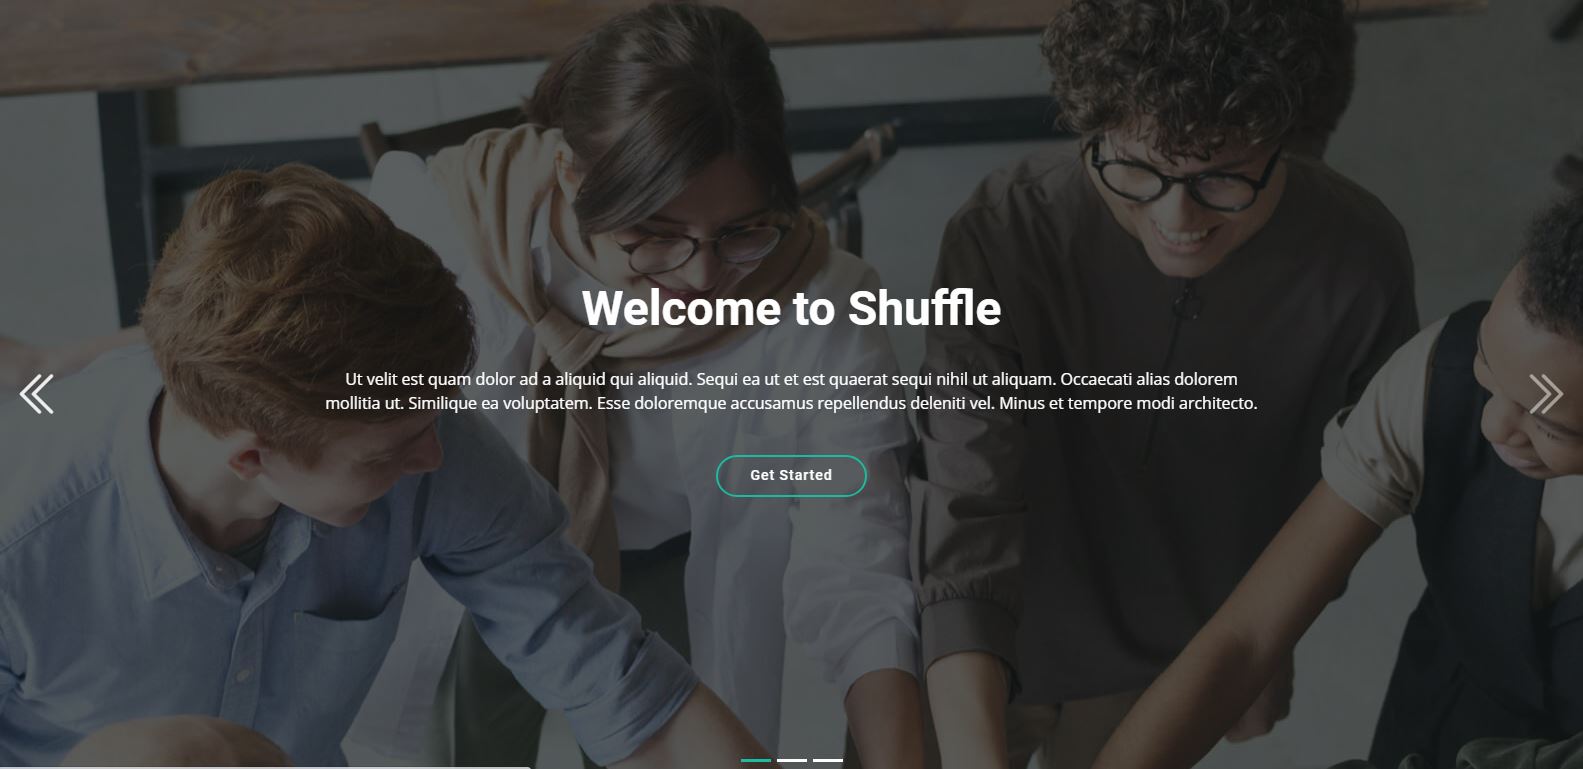 Welcome to Shuffle
Ut velit est quam dolor ad a aliquid qui aliquid. Sequi ea ut et est quaerat sequi nihil ut aliquam. Occaecati alias dolorem
mollitia ut. Similique ea voluptatem. Esse doloremque accusamus repellendus deleniti vel. Minus et tempore modi architecto.
Get Started